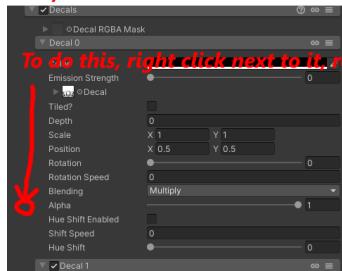 Decals
Decal RGBA Mask
Decal 0
To do this, right click next to it, r
Emission Strength 0
Decal
Tiled?
Depth 0
Scale X 1 Y 1
Position X 0.5 Y 0.5
Rotation 0
Rotation Speed 0
Blending Multiply
Alpha 1
Hue Shift Enabled
Shift Speed 0
Hue Shift 0
Decal 1